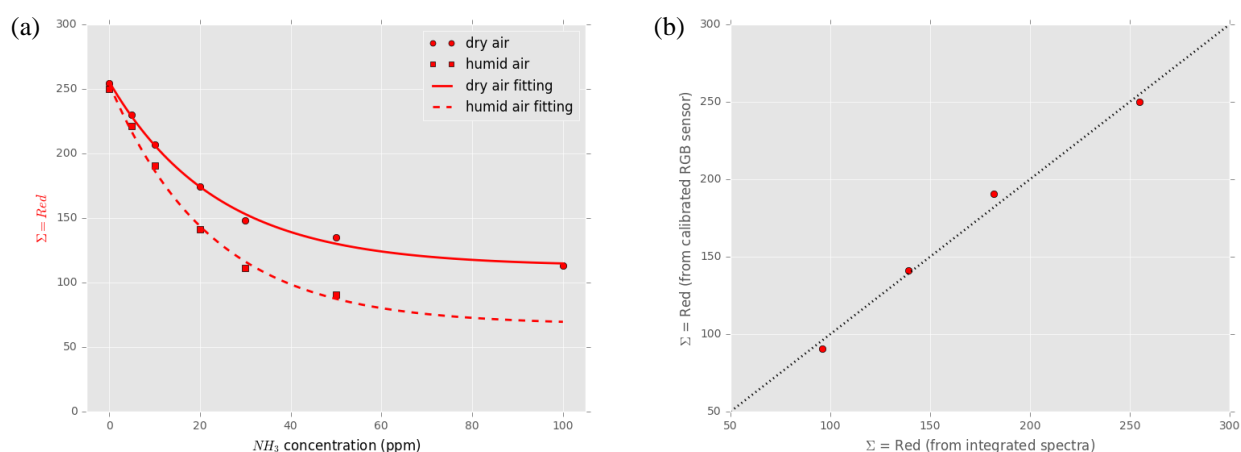 (a)
300
250
200
150
100
50
0
Σ = Red
0 20 40 60 80 100
NH₃ concentration (ppm)
dry air
humid air
dry air fitting
humid air fitting
(b)
300
250
200
150
100
50
Σ = Red (from calibrated RGB sensor)
50 100 150 200 250 300
Σ = Red (from integrated spectra)